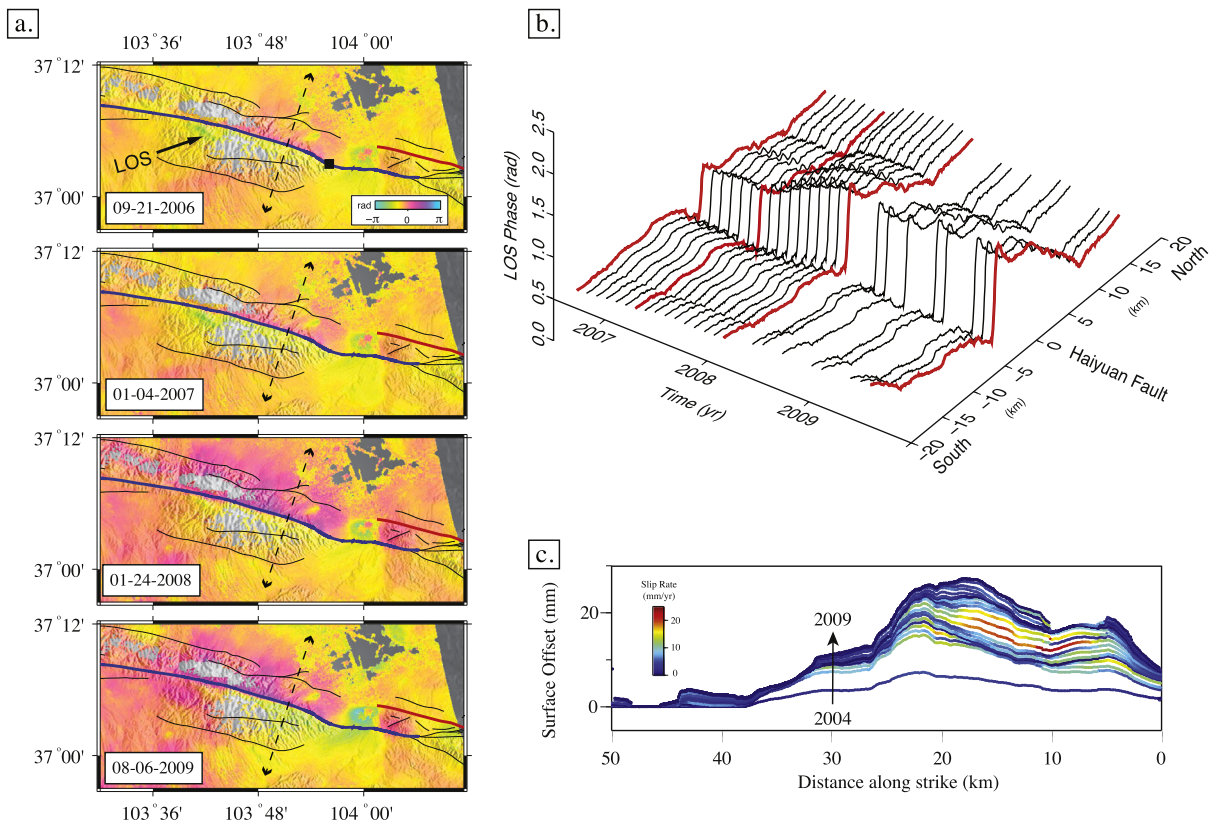 a.
103°36' 103°48' 104°00'
37°12'
LOS
37°00'
09-21-2006
rad
−π 0 π
37°12'
37°00'
01-04-2007
37°12'
37°00'
01-24-2008
37°12'
37°00'
08-06-2009
103°36' 103°48' 104°00'
b.
LOS Phase (rad)
2.5
2.0
1.5
1.0
0.5
0.0
2007
2008
2009
Time (yr)
20
15
10
5
0
−5
−10
−15
−20
North
(km)
Haiyuan Fault
(km)
South
c.
Surface Offset (mm)
20
0
Slip Rate
(mm/yr)
20
10
0
2009
2004
50 40 30 20 10 0
Distance along strike (km)